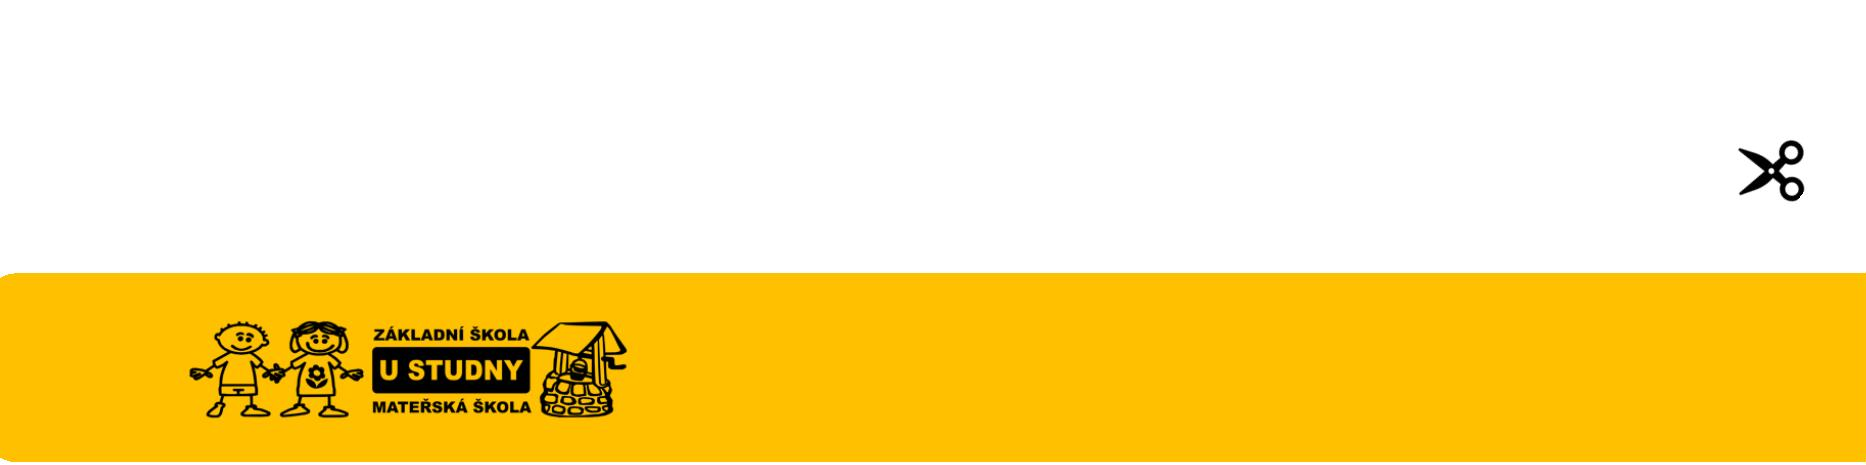 ZÁKLADNÍ ŠKOLA
U STUDNY
MATEŘSKÁ ŠKOLA